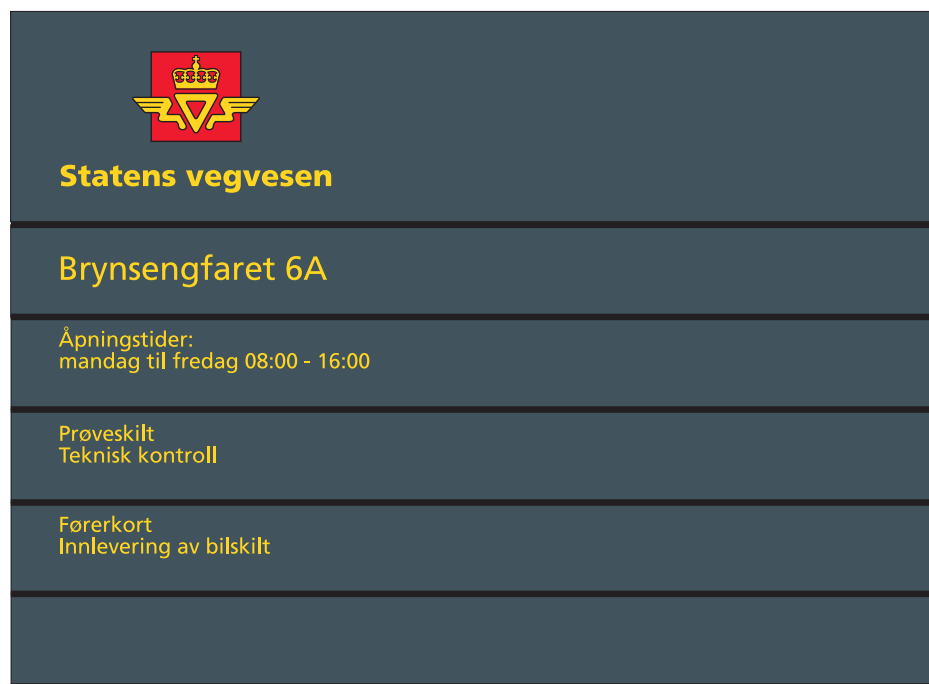 Statens vegvesen
Brynsengfaret 6A
Åpningstider:
mandag til fredag 08:00 - 16:00
Prøveskilt
Teknisk kontroll
Førerkort
Innlevering av bilskilt